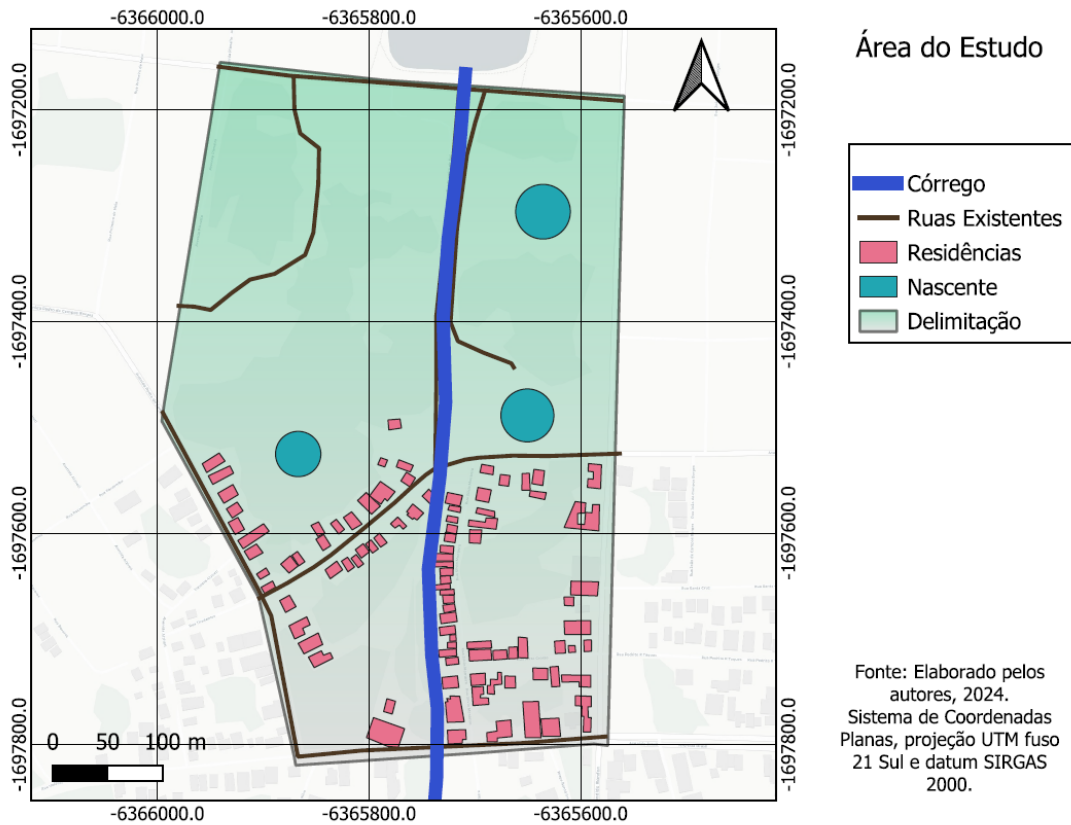 -6366000.0 -6365800.0 -6365600.0
Área do Estudo
-1697200.0 -1697200.0
Córrego
Ruas Existentes
Residências
Nascente
Delimitação
-1697400.0 -1697400.0
-1697600.0 -1697600.0
Fonte: Elaborado pelos
autores, 2024.
Sistema de Coordenadas
Planas, projeção UTM fuso
21 Sul e datum SIRGAS
2000.
-1697800.0 -1697800.0
0 50 100 m
-6366000.0 -6365800.0 -6365600.0